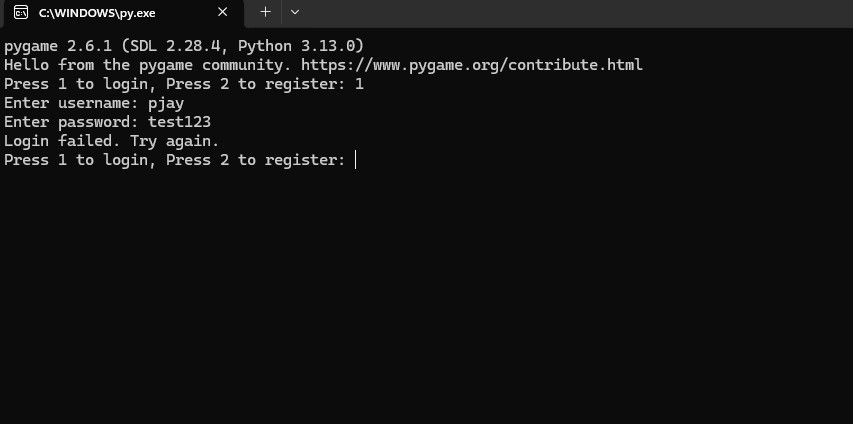 C:\WINDOWS\py.exe
pygame 2.6.1 (SDL 2.28.4, Python 3.13.0)
Hello from the pygame community. https://www.pygame.org/contribute.html
Press 1 to login, Press 2 to register: 1
Enter username: pjay
Enter password: test123
Login failed. Try again.
Press 1 to login, Press 2 to register: